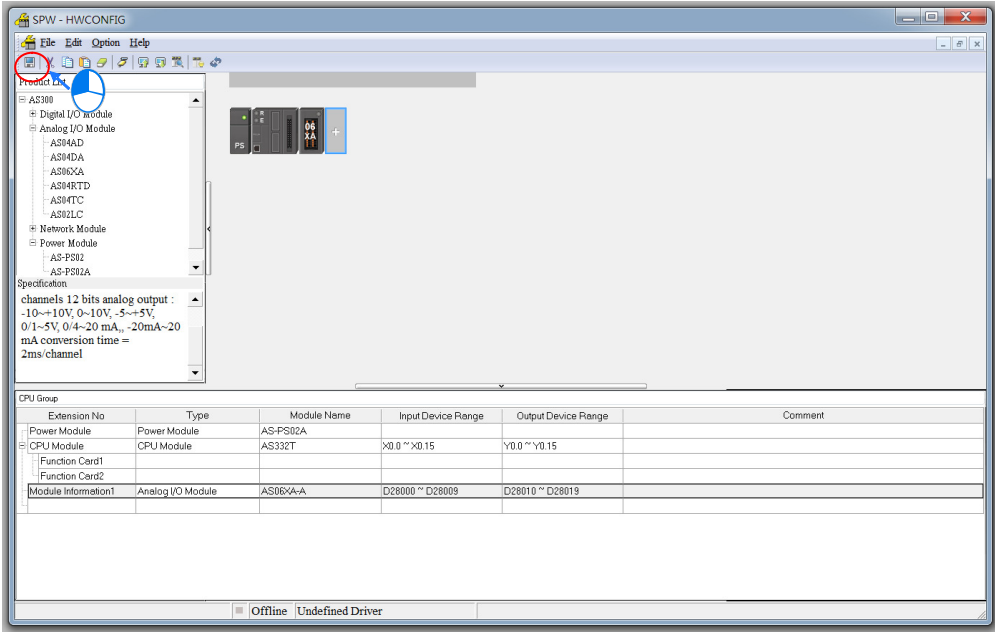 SPW - HWCONFIG
File Edit Option Help
Product List
AS300
Digital I/O Module
Analog I/O Module
AS04AD
AS04DA
AS06XA
AS04RTD
AS04TC
AS02LC
Network Module
Power Module
AS-PS02
AS-PS02A
PS
R
E
06
XA
+
Specification
channels 12 bits analog output :
-10~+10V, 0~10V, -5~+5V,
0/1~5V, 0/4~20 mA,, -20mA~20
mA conversion time =
2ms/channel
CPU Group
Extension No Type Module Name Input Device Range Output Device Range Comment
Power Module Power Module AS-PS02A
CPU Module CPU Module AS332T X0.0 ~ X0.15 Y0.0 ~ Y0.15
Function Card1
Function Card2
Module Information1 Analog I/O Module AS06XA-A D28000 ~ D28009 D28010 ~ D28019
Offline Undefined Driver